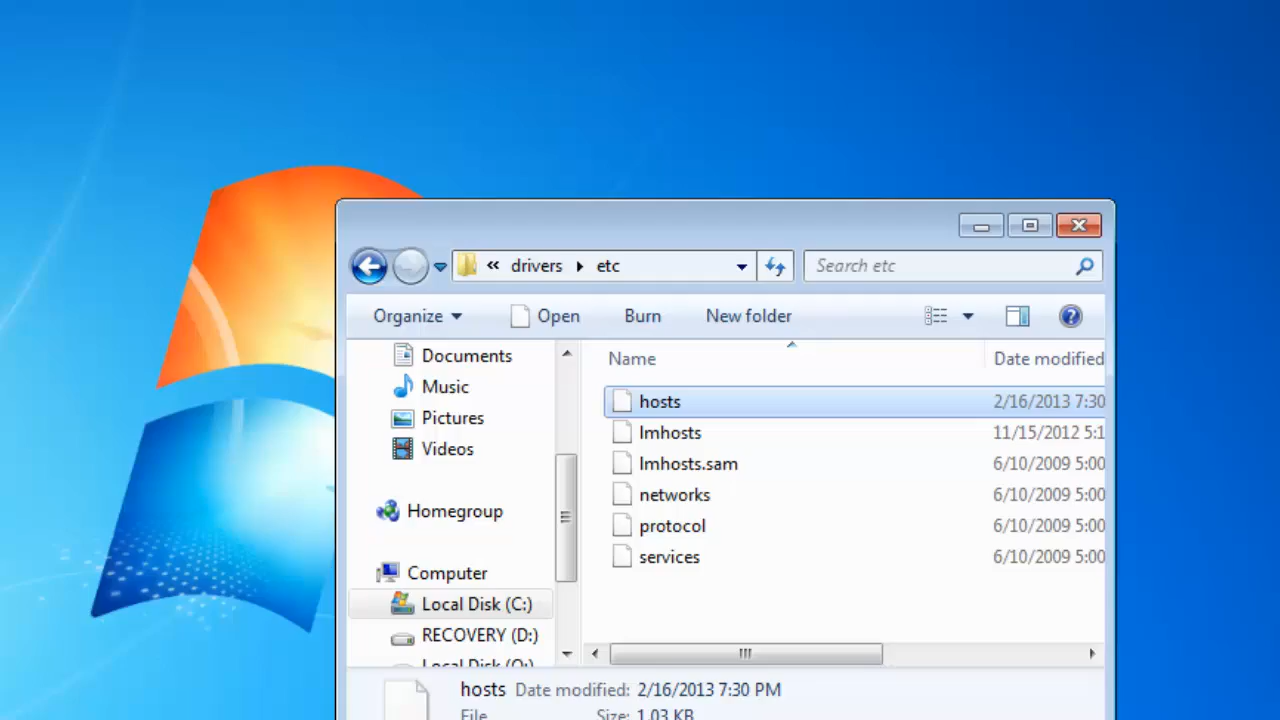 « drivers ▸ etc
Search etc
Organize
Open
Burn
New folder
Documents
Music
Pictures
Videos
Homegroup
Computer
Local Disk (C:)
RECOVERY (D:)
Local Disk (Q:)
Name
Date modified
hosts
2/16/2013 7:30
lmhosts
11/15/2012 5:1
lmhosts.sam
6/10/2009 5:00
networks
6/10/2009 5:00
protocol
6/10/2009 5:00
services
6/10/2009 5:00
hosts Date modified: 2/16/2013 7:30 PM
File Size: 1.03 KB